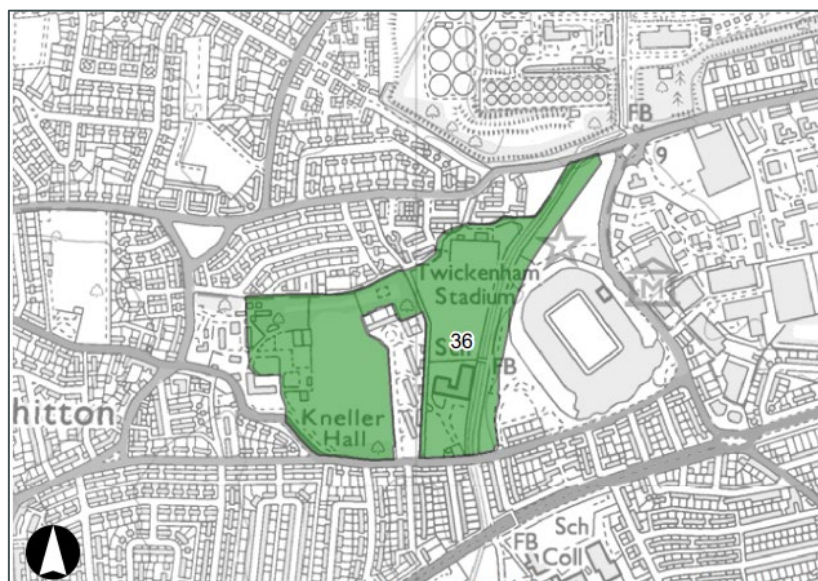 FB
9
Twickenham
Stadium
M
36
Sch
FB
Kneller
Hall
hitton
Sch
FB
Coll